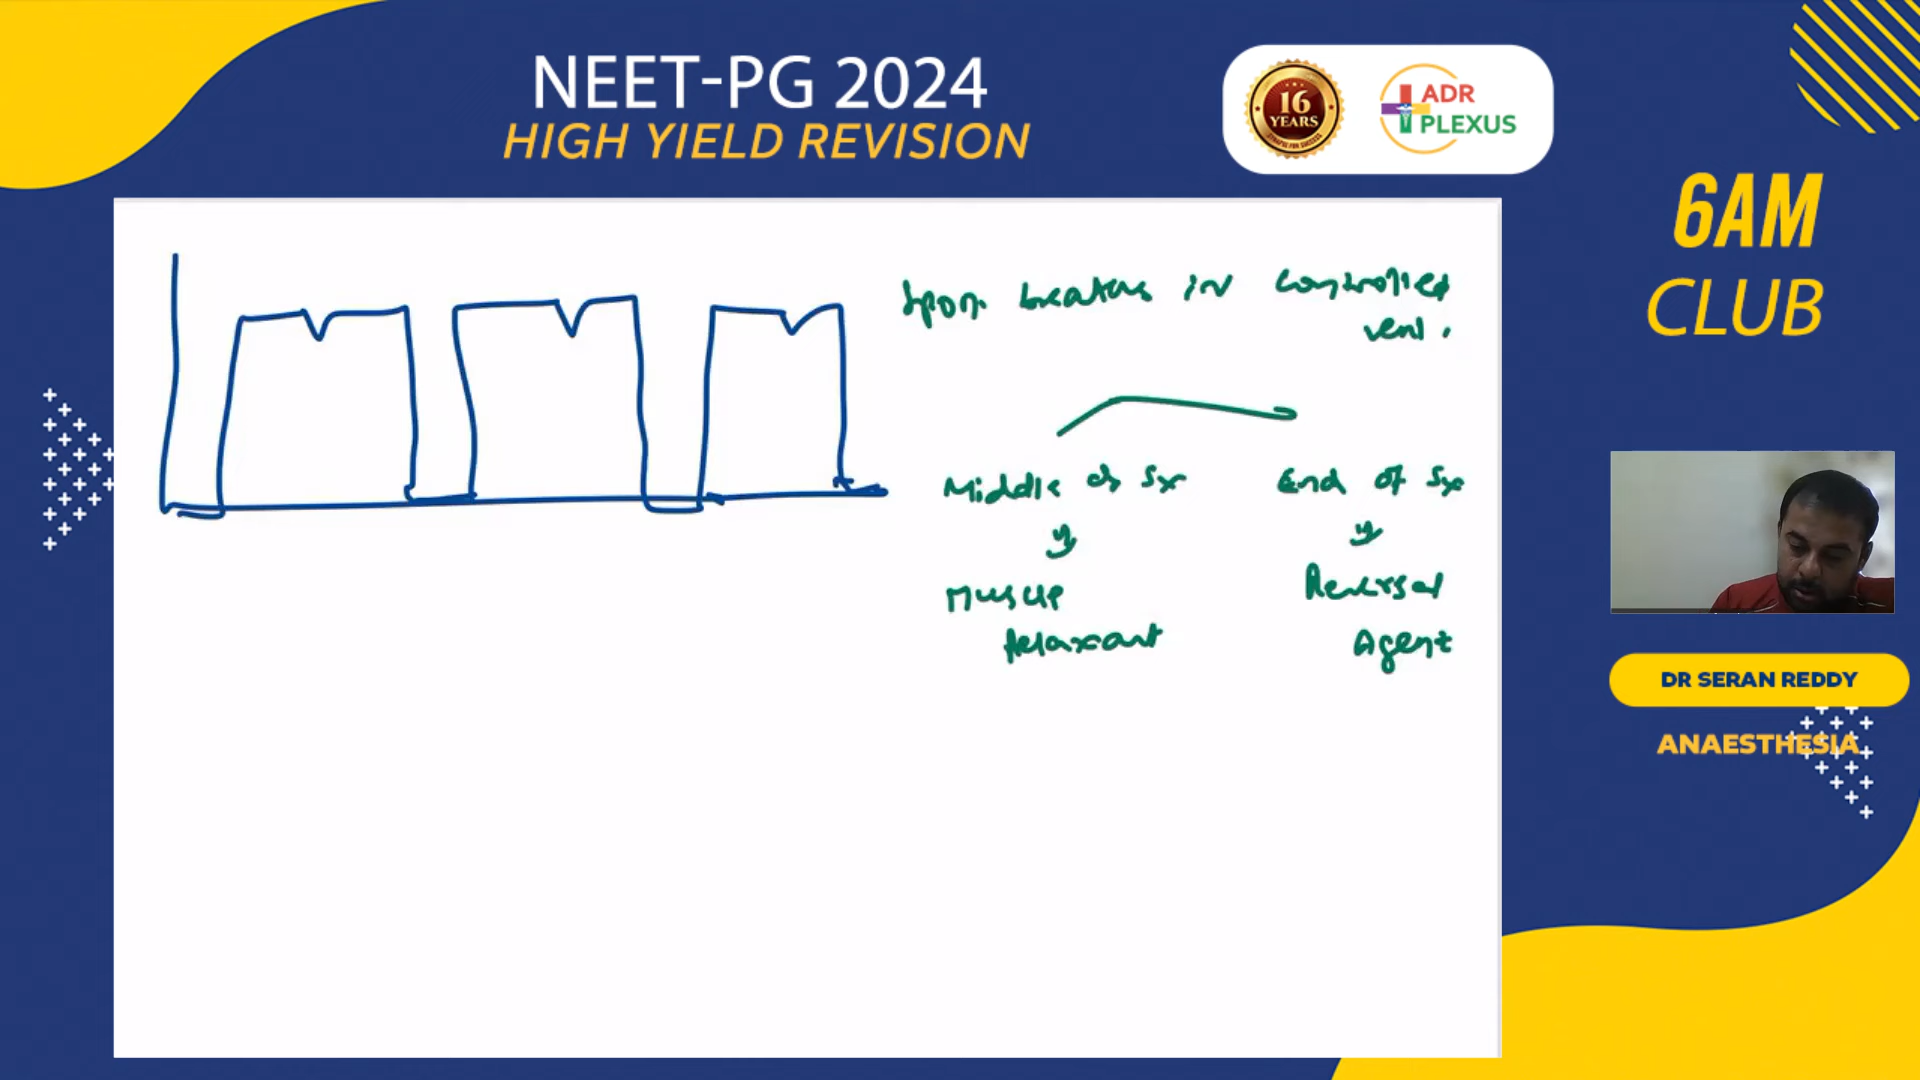 NEET-PG 2024
HIGH YIELD REVISION
16
YEARS
ADR
PLEXUS
6AM
CLUB
Spon breaths in controlled
vent.
Middle of Sx
End of Sx
Muscle
Relaxant
Reversal
Agent
DR SERAN REDDY
ANAESTHESIA